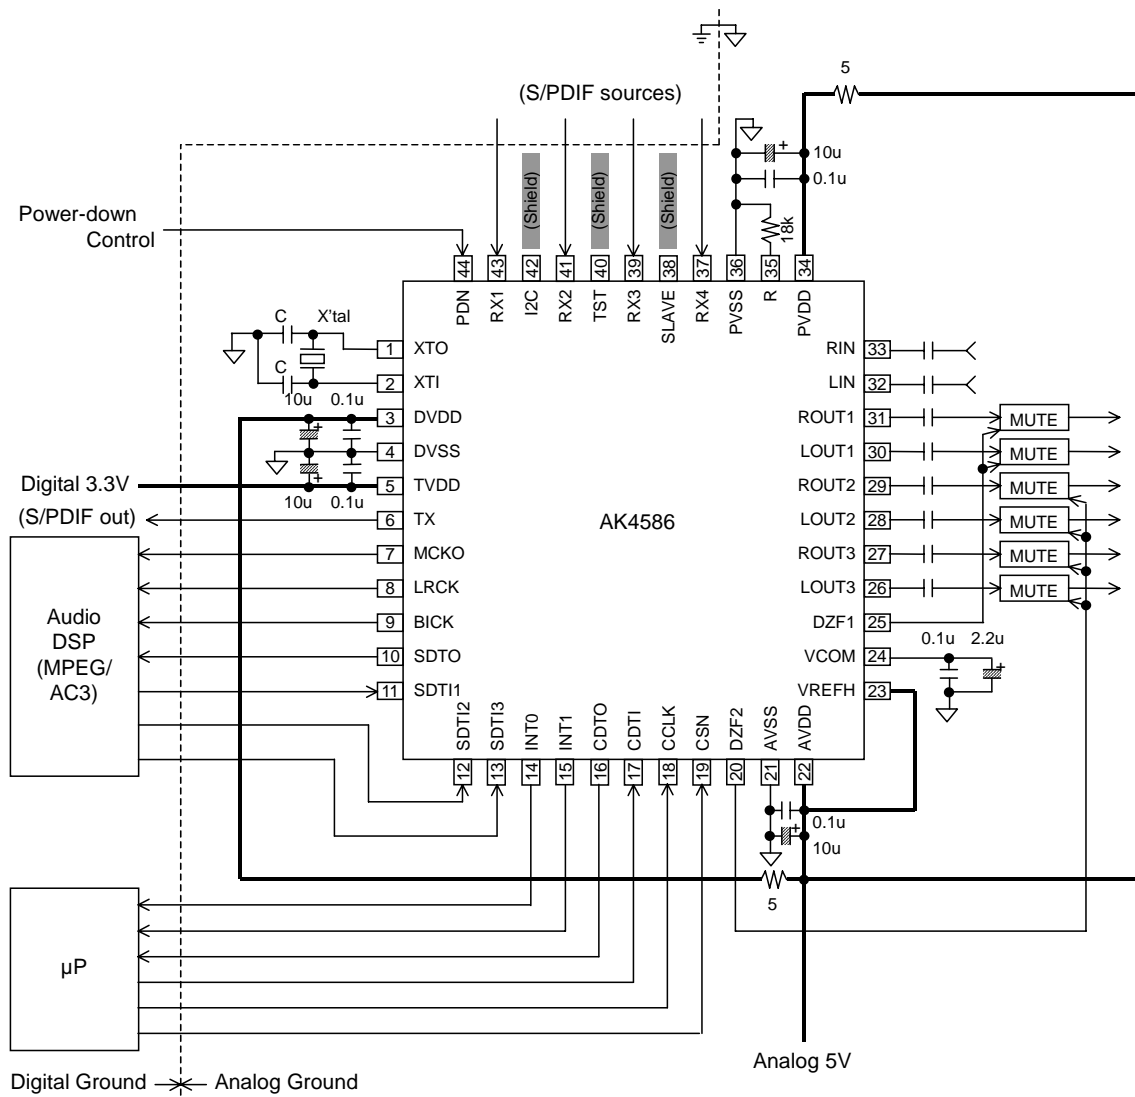 5
(S/PDIF sources)
10u
0.1u
18k
(Shield)
(Shield)
(Shield)
Power-down
Control
44
43
42
41
40
39
38
37
36
35
34
PDN
RX1
I2C
RX2
TST
RX3
SLAVE
RX4
PVSS
R
PVDD
C
X'tal
C
10u
0.1u
1
XTO
2
XTI
3
DVDD
4
DVSS
5
TVDD
6
TX
7
MCKO
8
LRCK
9
BICK
10
SDTO
11
SDTI1
Digital 3.3V
10u
0.1u
(S/PDIF out)
Audio
DSP
(MPEG/
AC3)
AK4586
RIN
33
LIN
32
ROUT1
31
MUTE
LOUT1
30
MUTE
ROUT2
29
MUTE
LOUT2
28
MUTE
ROUT3
27
MUTE
LOUT3
26
MUTE
DZF1
25
VCOM
24
0.1u
2.2u
VREFH
23
SDTI2
SDTI3
INT0
INT1
CDTO
CDTI
CCLK
CSN
DZF2
AVSS
AVDD
12
13
14
15
16
17
18
19
20
21
22
0.1u
10u
5
µP
Analog 5V
Digital Ground
Analog Ground